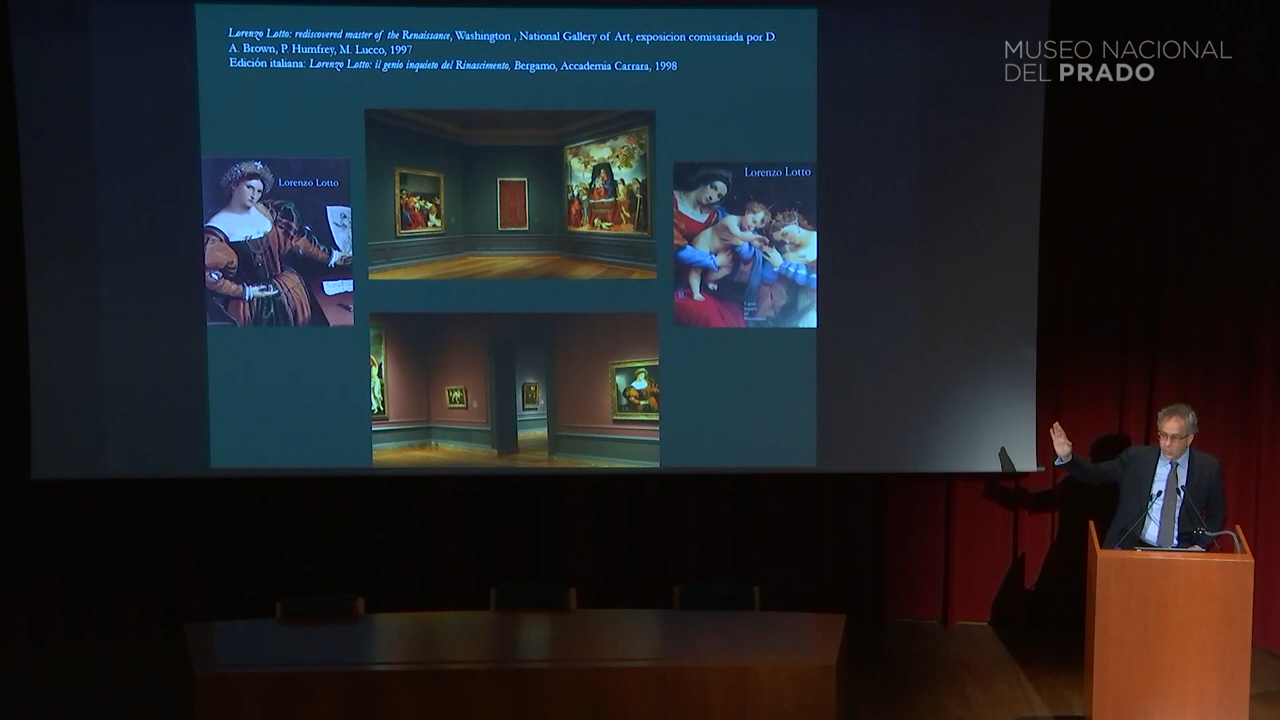 Lorenzo Lotto: rediscovered master of the Renaissance, Washington , National Gallery of Art, exposicion comisariada por D.
A. Brown, P. Humfrey, M. Lucco, 1997
Edición italiana: Lorenzo Lotto: il genio inquieto del Rinascimento, Bergamo, Accademia Carrara, 1998
MUSEO NACIONAL
DEL PRADO
Lorenzo Lotto
Lorenzo Lotto